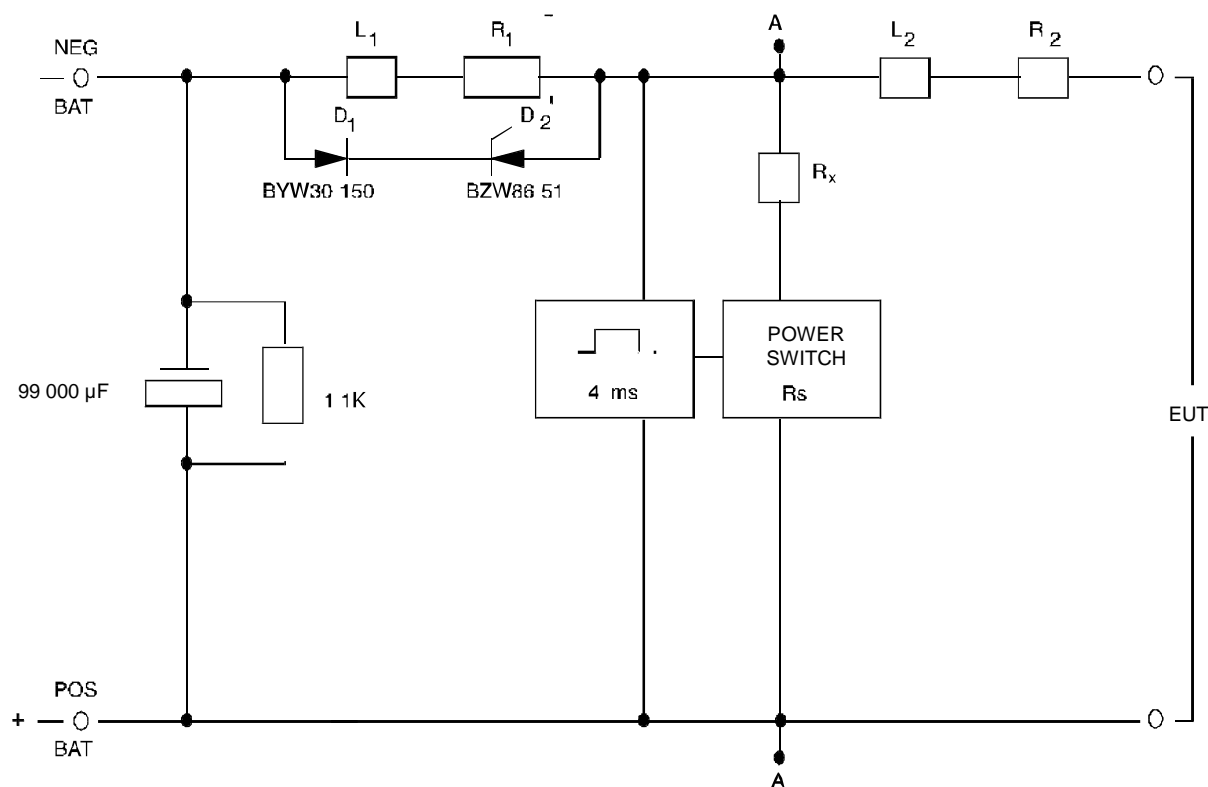 A
L1
R1
L2
R2
NEG
BAT
D1
D2
Rx
BYW30 150
BZW86 51
POWER
SWITCH
99 000 µF
1 1K
4 ms
Rs
EUT
POS
+
BAT
A